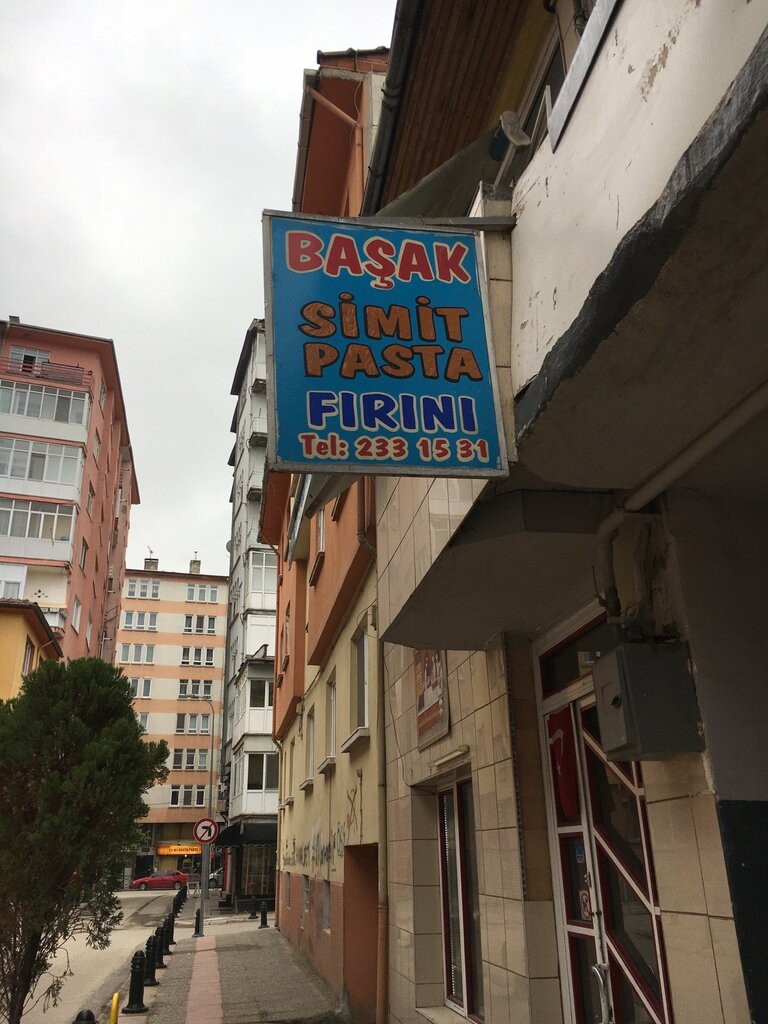 BAŞAK
SİMİT
PASTA
FIRINI
Tel: 233 15 31